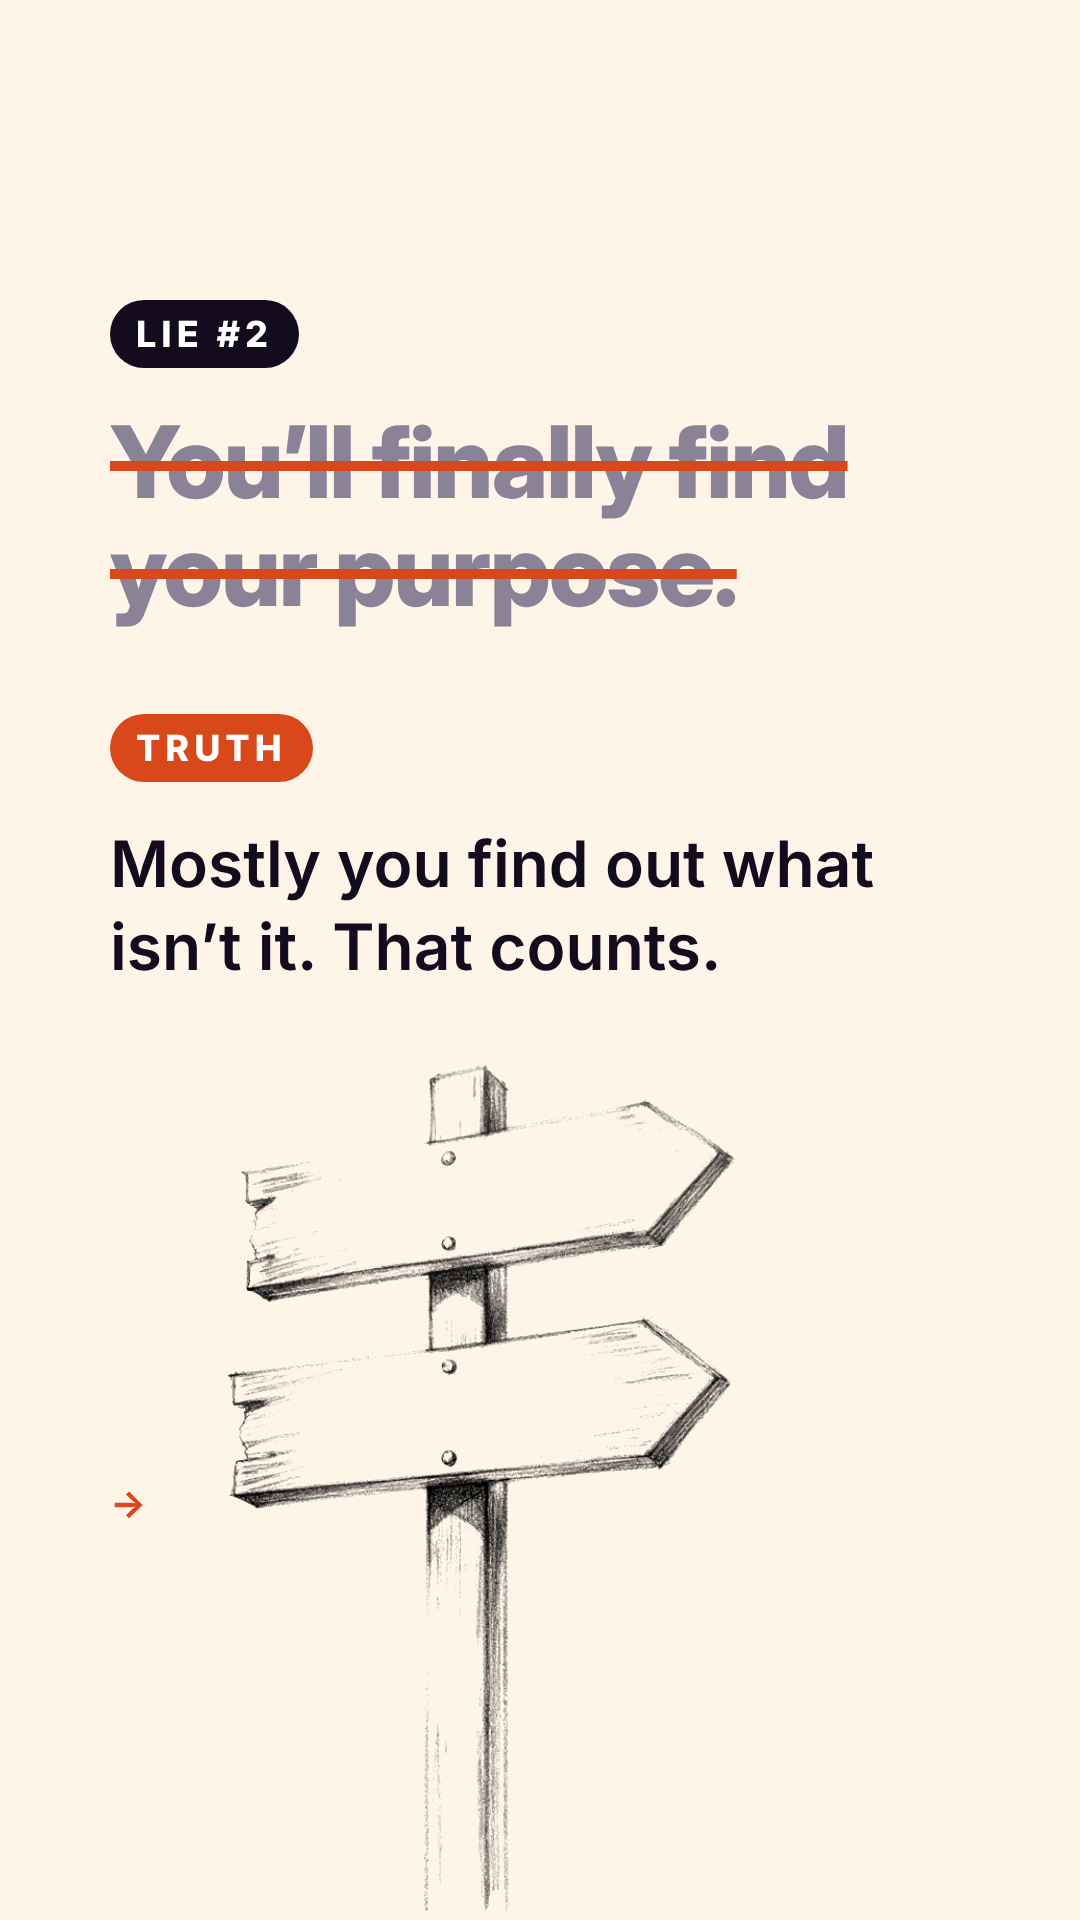 LIE #2
You’ll finally find
your purpose.
TRUTH
Mostly you find out what
isn’t it. That counts.
→